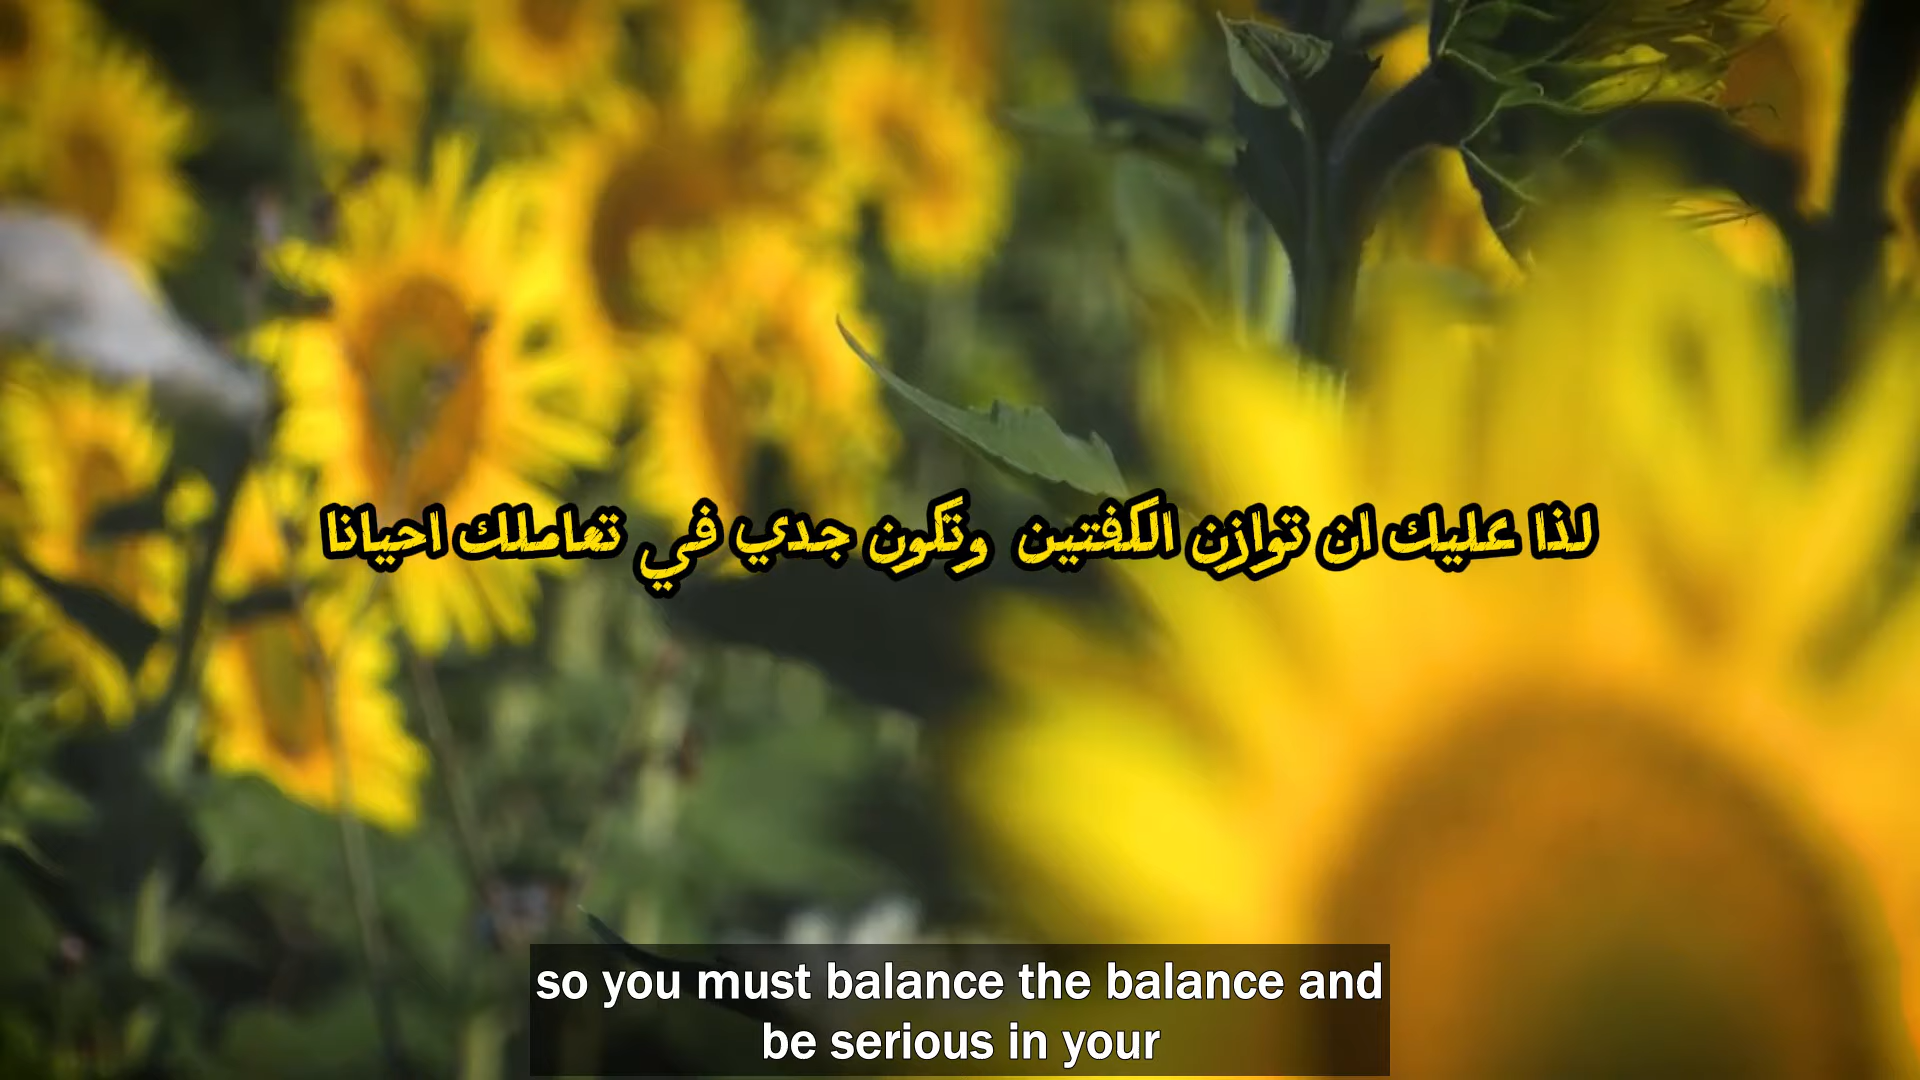 لذا عليك ان توازن الكفتين وتكون جدي في تعاملك احيانا
so you must balance the balance and
be serious in your